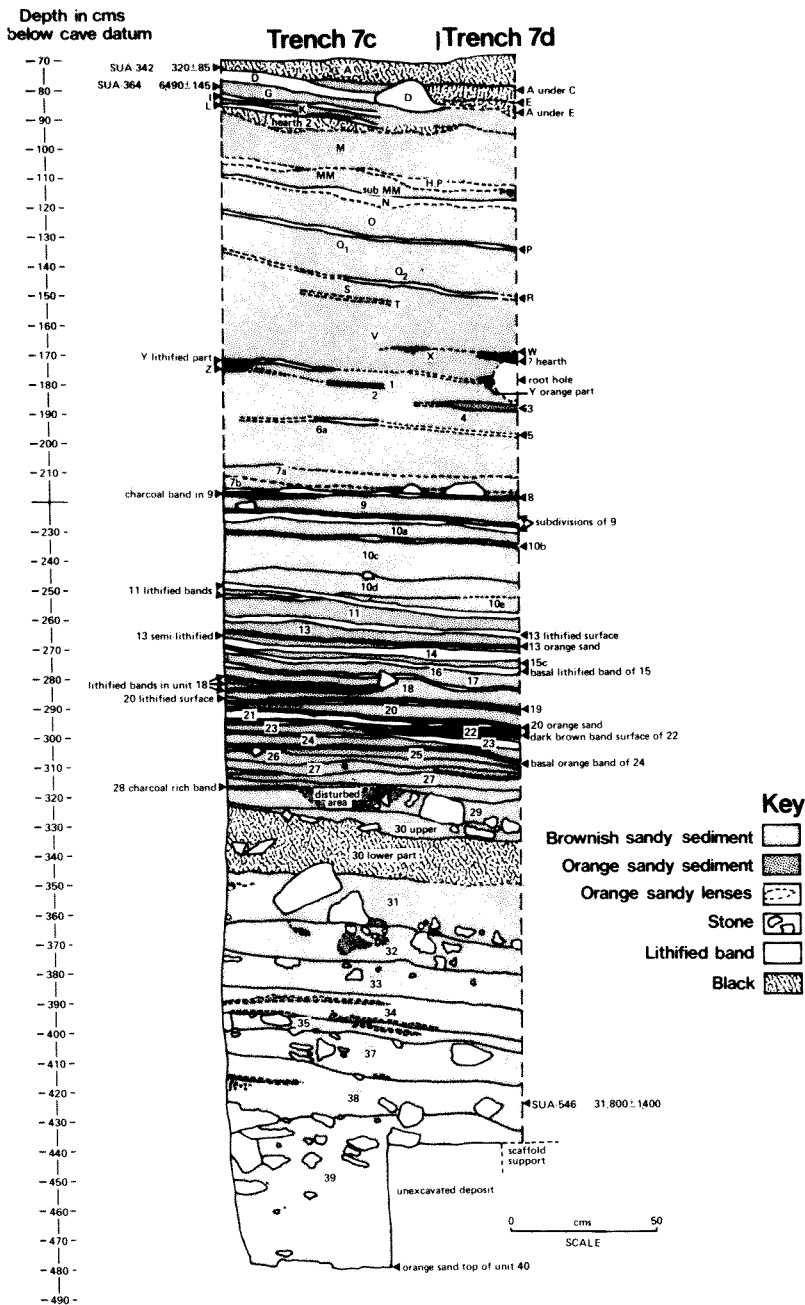 Depth in cms
below cave datum
Trench 7c
Trench 7d
-70
-80
-90
-100
-110
-120
-130
-140
-150
-160
-170
-180
-190
-200
-210
-230
-240
-250
-260
-270
-280
-290
-300
-310
-320
-330
-340
-350
-360
-370
-380
-390
-400
-410
-420
-430
-440
-450
-460
-470
-480
-490
SUA-342 320±85
SUA-364 6,490±145
I
L
Y lithified part
Z
charcoal band in 9
11 lithified bands
13 semi-lithified
lithified bands in unit 18
20 lithified surface
28 charcoal rich band
A
D
G
D
K
hearth 2
M
MM
H.P
sub MM
N
O
Q1
Q2
S
T
V
X
1
2
4
6a
7a
7b
9
10a
10c
10d
10e
11
13
14
16
17
18
20
21
22
23
23
24
25
26
27
27
disturbed
area
29
30 upper
30 lower part
31
32
33
34
35
37
38
39
A under C
E
A under E
P
R
W
? hearth
root hole
Y orange part
3
5
8
subdivisions of 9
10b
13 lithified surface
13 orange sand
15c
basal lithified band of 15
19
20 orange sand
dark brown band surface of 22
basal orange band of 24
SUA-546 31,800±1,400
scaffold
support
unexcavated deposit
orange sand top of unit 40
0 cms 50
SCALE
Key
Brownish sandy sediment
Orange sandy sediment
Orange sandy lenses
Stone
Lithified band
Black